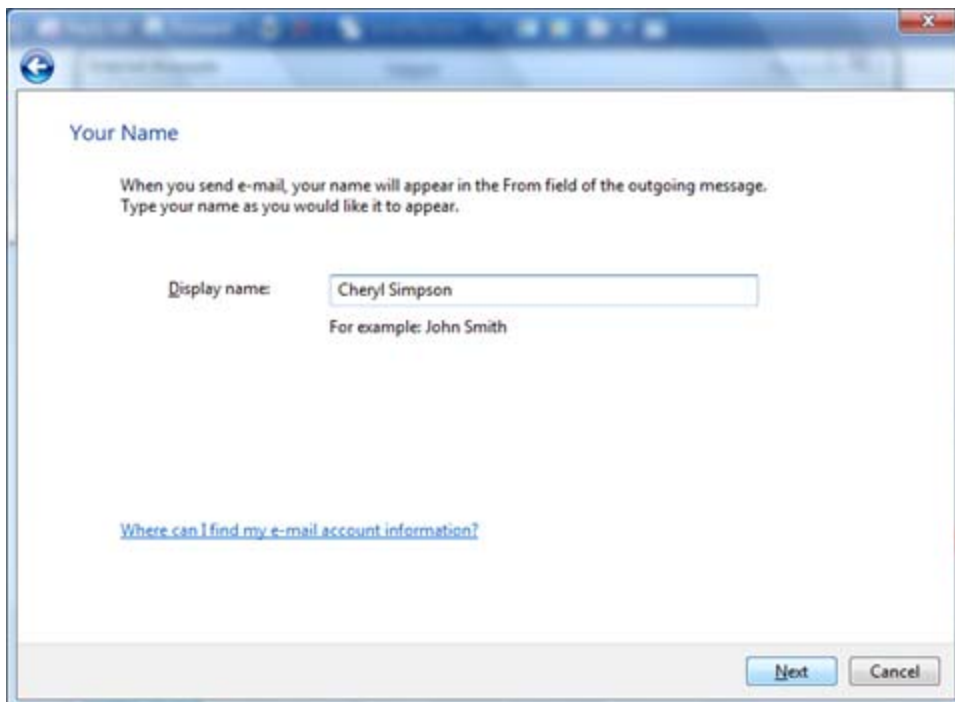 Your Name
When you send e-mail, your name will appear in the From field of the outgoing message.
Type your name as you would like it to appear.
Display name:
Cheryl Simpson
For example: John Smith
Where can I find my e-mail account information?
Next
Cancel